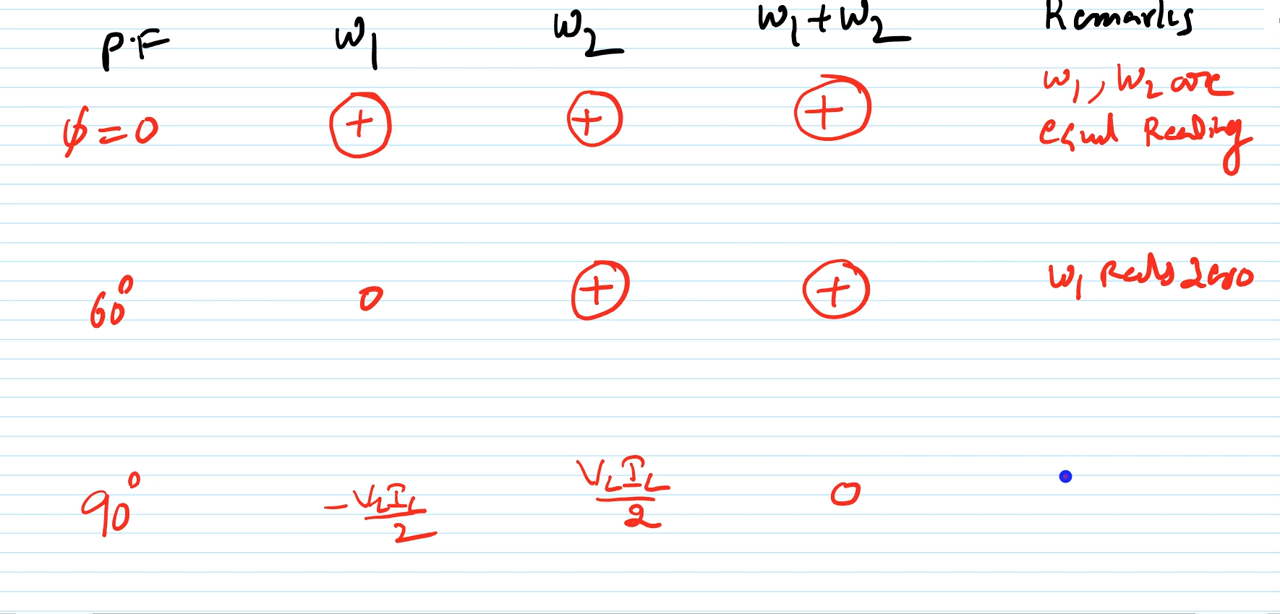 P.F W₁ W₂ W₁+W₂ Remarks
ϕ=0 + + + W₁, W₂ are
equal Reading
60° 0 + + W₁ Reads Zero
90° -VLIL/2 VLIL/2 0